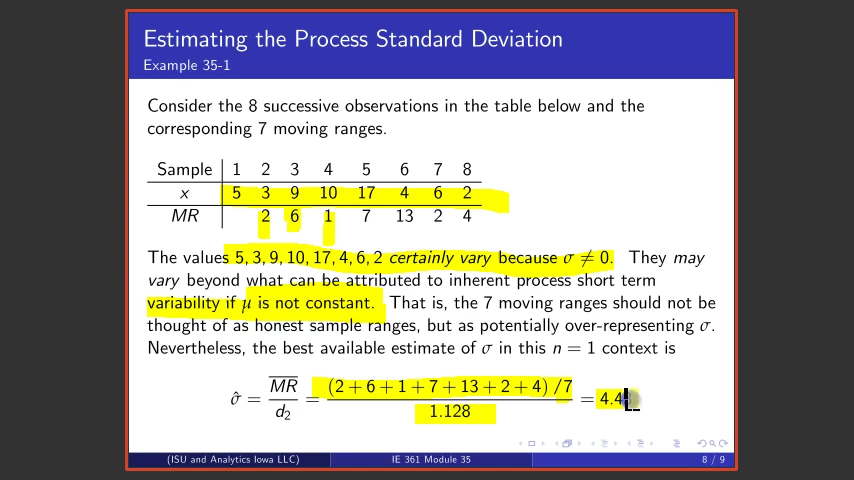 Estimating the Process Standard Deviation
Example 35-1
Consider the 8 successive observations in the table below and the
corresponding 7 moving ranges.
Sample 1 2 3 4 5 6 7 8
x 5 3 9 10 17 4 6 2
MR 2 6 1 7 13 2 4
The values 5, 3, 9, 10, 17, 4, 6, 2 certainly vary because σ ≠ 0. They may
vary beyond what can be attributed to inherent process short term
variability if μ is not constant. That is, the 7 moving ranges should not be
thought of as honest sample ranges, but as potentially over-representing σ.
Nevertheless, the best available estimate of σ in this n = 1 context is
σ̂ = M̅R̅ / d₂ = (2 + 6 + 1 + 7 + 13 + 2 + 4) /7 / 1.128 = 4.4
(ISU and Analytics Iowa LLC) IE 361 Module 35 8 / 9